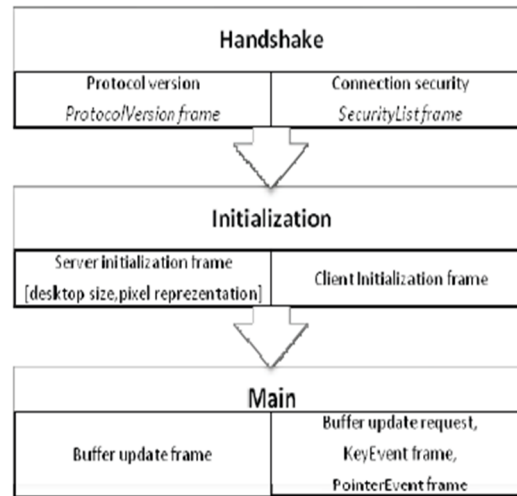 Handshake
Protocol version
ProtocolVersion frame
Connection security
SecurityList frame
Initialization
Server initialization frame
[desktop size,pixel reprezentation]
Client Initialization frame
Main
Buffer update frame
Buffer update request,
KeyEvent frame,
PointerEvent frame